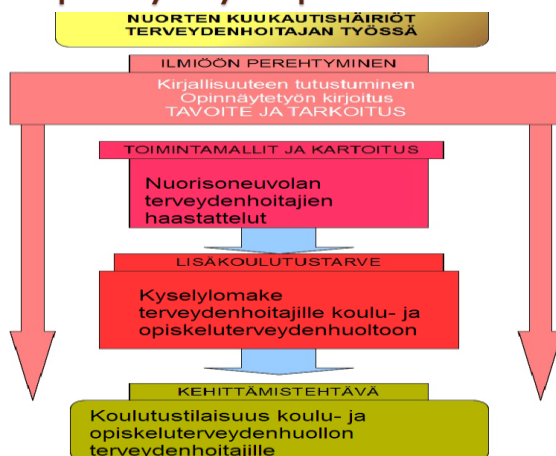 NUORTEN KUUKAUTISHÄIRIÖT
TERVEYDENHOITAJAN TYÖSSÄ
ILMIÖÖN PEREHTYMINEN
Kirjallisuuteen tutustuminen
Opinnäytetyön kirjoitus
TAVOITE JA TARKOITUS
TOIMINTAMALLIT JA KARTOITUS
Nuorisoneuvolan
terveydenhoitajien
haastattelut
LISÄKOULUTUSTARVE
Kyselylomake
terveydenhoitajille koulu- ja
opiskeluterveydenhuoltoon
KEHITTÄMISTEHTÄVÄ
Koulutustilaisuus koulu- ja
opiskeluterveydenhuollon
terveydenhoitajille